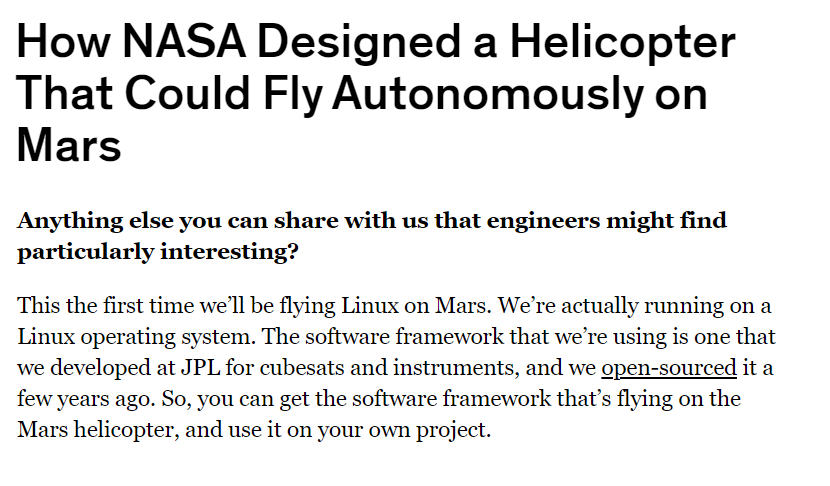 How NASA Designed a Helicopter
That Could Fly Autonomously on
Mars
Anything else you can share with us that engineers might find
particularly interesting?
This the first time we’ll be flying Linux on Mars. We’re actually running on a
Linux operating system. The software framework that we’re using is one that
we developed at JPL for cubesats and instruments, and we open-sourced it a
few years ago. So, you can get the software framework that’s flying on the
Mars helicopter, and use it on your own project.